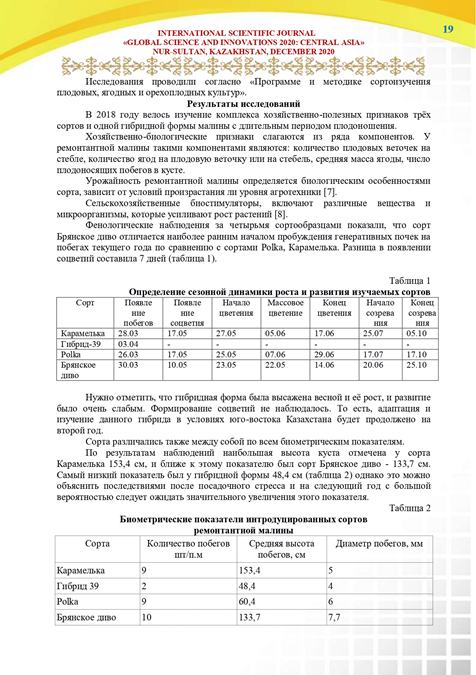 19
INTERNATIONAL SCIENTIFIC JOURNAL
«GLOBAL SCIENCE AND INNOVATIONS 2020: CENTRAL ASIA»
NUR-SULTAN, KAZAKHSTAN, DECEMBER 2020
Исследования проводили согласно «Программе и методике сортоизучения
плодовых, ягодных и орехоплодных культур».
Результаты исследований
В 2018 году велось изучение комплекса хозяйственно-полезных признаков трёх
сортов и одной гибридной формы малины с длительным периодом плодоношения.
Хозяйственно-биологические признаки слагаются из ряда компонентов. У
ремонтантной малины такими компонентами являются: количество плодовых веточек на
стебле, количество ягод на плодовую веточку или на стебель, средняя масса ягоды, число
плодоносящих побегов в кусте.
Урожайность ремонтантной малины определяется биологическим особенностями
сорта, зависит от условий произрастания ли уровня агротехники [7].
Сельскохозяйственные биостимуляторы, включают различные вещества и
микроорганизмы, которые усиливают рост растений [8].
Фенологические наблюдения за четырьмя сортообразцами показали, что сорт
Брянское диво отличается наиболее ранним началом пробуждения генеративных почек на
побегах текущего года по сравнению с сортами Polka, Карамелька. Разница в появлении
соцветий составила 7 дней (таблица 1).
Таблица 1
Определение сезонной динамики роста и развития изучаемых сортов
Сорт Появле Появле Начало Массовое Конец Начало Конец
ние ние цветения цветение цветения созрева созрева
побегов соцветия ния ния
Карамелька 28.03 17.05 27.05 05.06 17.06 25.07 05.10
Гибрид-39 03.04 - - - - - -
Polka 26.03 17.05 25.05 07.06 29.06 17.07 17.10
Брянское 30.03 10.05 23.05 22.05 14.06 20.06 25.10
диво
Нужно отметить, что гибридная форма была высажена весной и её рост, и развитие
было очень слабым. Формирование соцветий не наблюдалось. То есть, адаптация и
изучение данного гибрида в условиях юго-востока Казахстана будет продолжено на
второй год.
Сорта различались также между собой по всем биометрическим показателям.
По результатам наблюдений наибольшая высота куста отмечена у сорта
Карамелька 153,4 см, и ближе к этому показателю был сорт Брянское диво - 133,7 см.
Самый низкий показатель был у гибридной формы 48,4 см (таблица 2) однако это можно
объяснить последствиями после посадочного стресса и на следующий год с большой
вероятностью следует ожидать значительного увеличения этого показателя.
Таблица 2
Биометрические показатели интродуцированных сортов
ремонтантной малины
Сорта Количество побегов Средняя высота Диаметр побегов, мм
шт/п.м побегов, см
Карамелька 9 153,4 5
Гибрид 39 2 48,4 4
Polka 9 60,4 6
Брянское диво 10 133,7 7,7